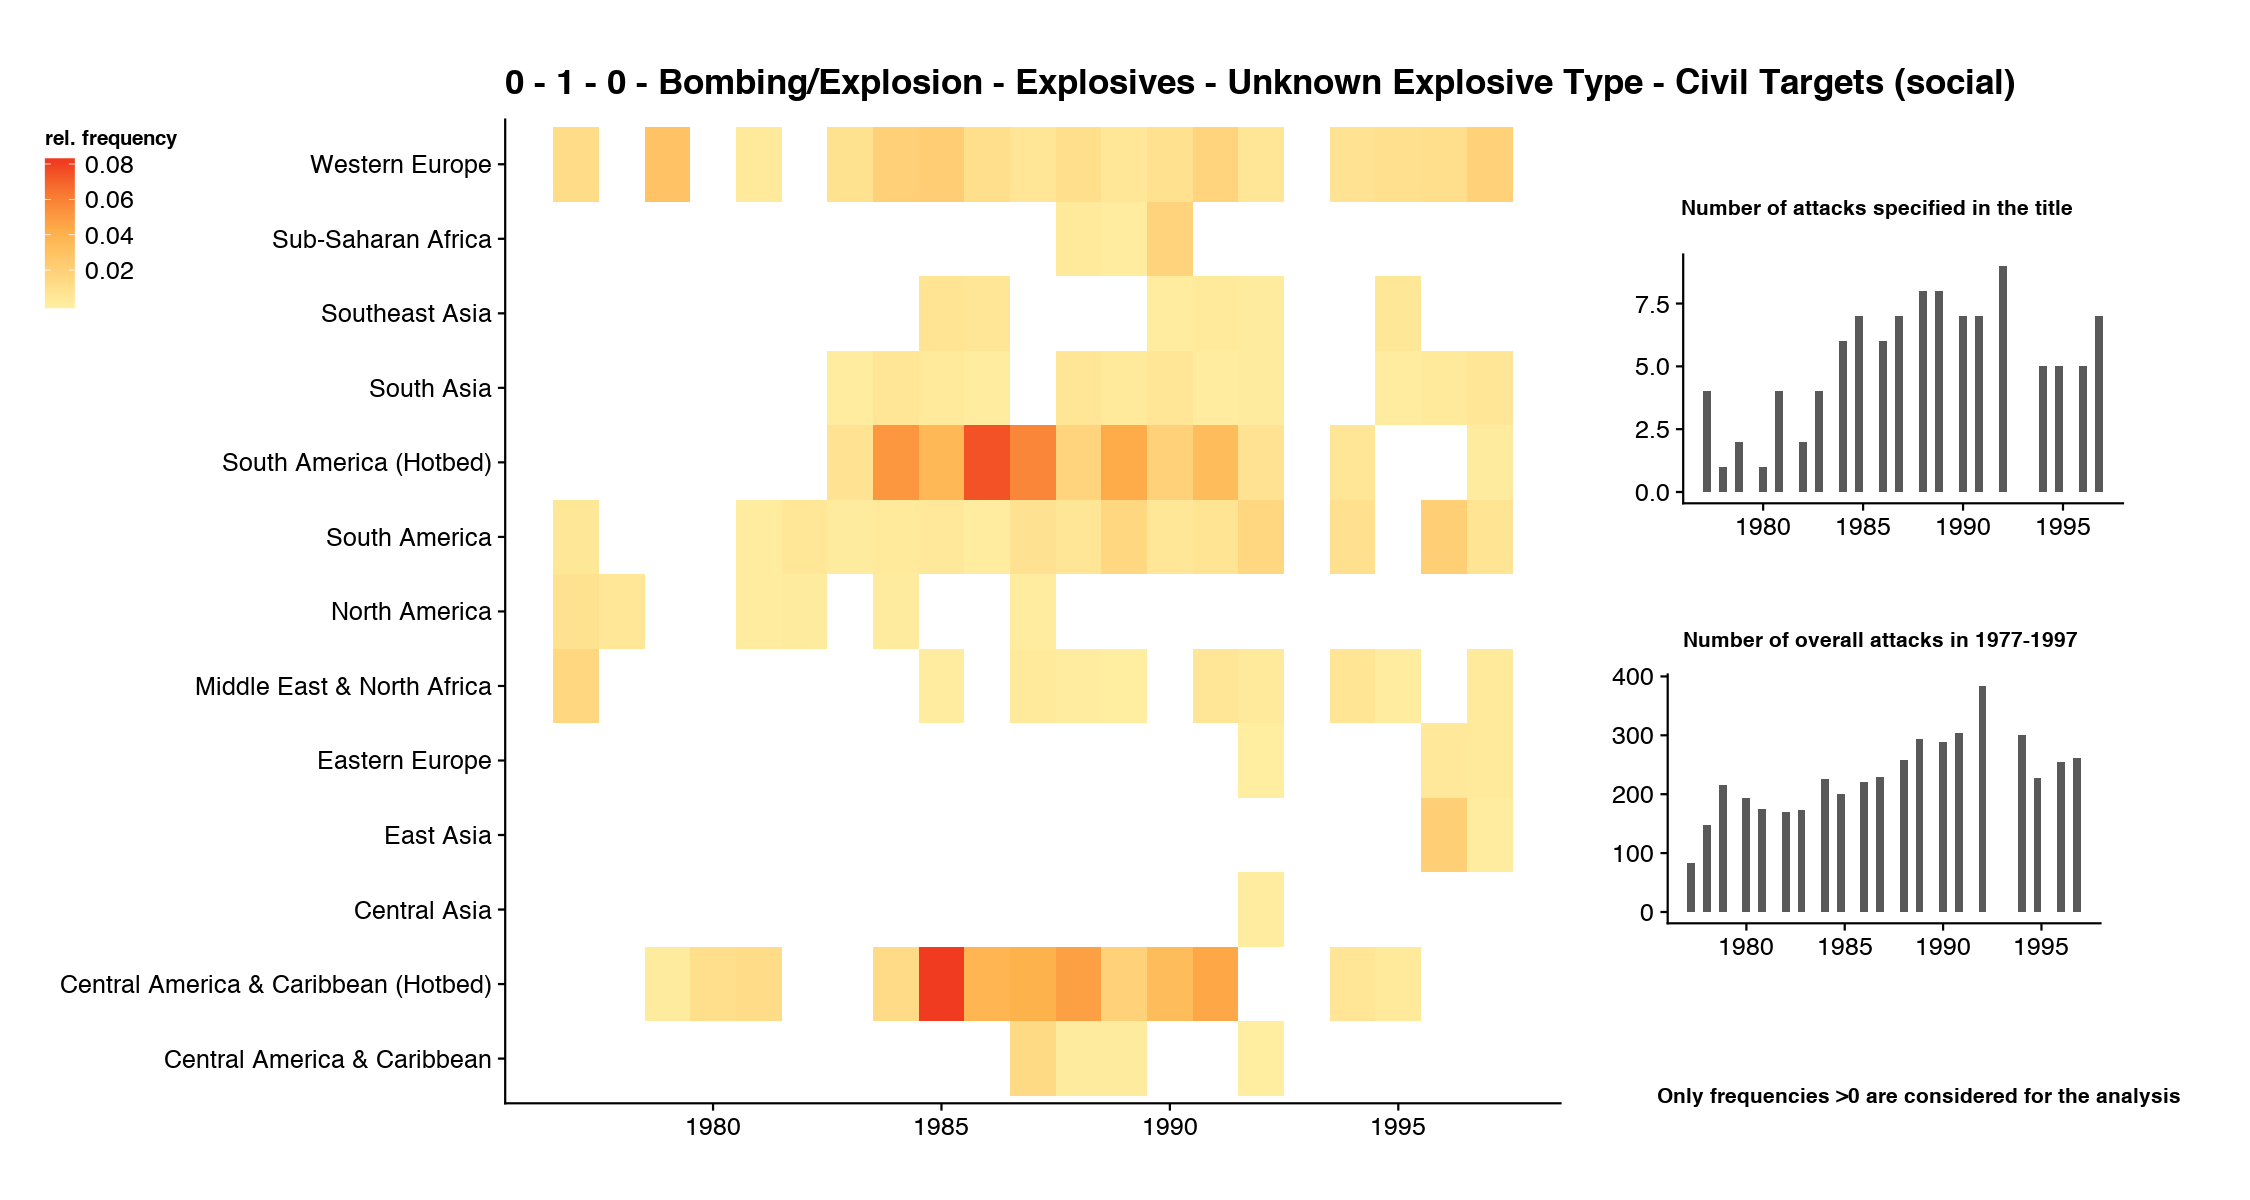 0 - 1 - 0 - Bombing/Explosion - Explosives - Unknown Explosive Type - Civil Targets (social)
rel. frequency
0.08
0.06
0.04
0.02
Western Europe
Sub-Saharan Africa
Southeast Asia
South Asia
South America (Hotbed)
South America
North America
Middle East & North Africa
Eastern Europe
East Asia
Central Asia
Central America & Caribbean (Hotbed)
Central America & Caribbean
1980 1985 1990 1995
Number of attacks specified in the title
7.5
5.0
2.5
0.0
1980 1985 1990 1995
Number of overall attacks in 1977-1997
400
300
200
100
0
1980 1985 1990 1995
Only frequencies >0 are considered for the analysis